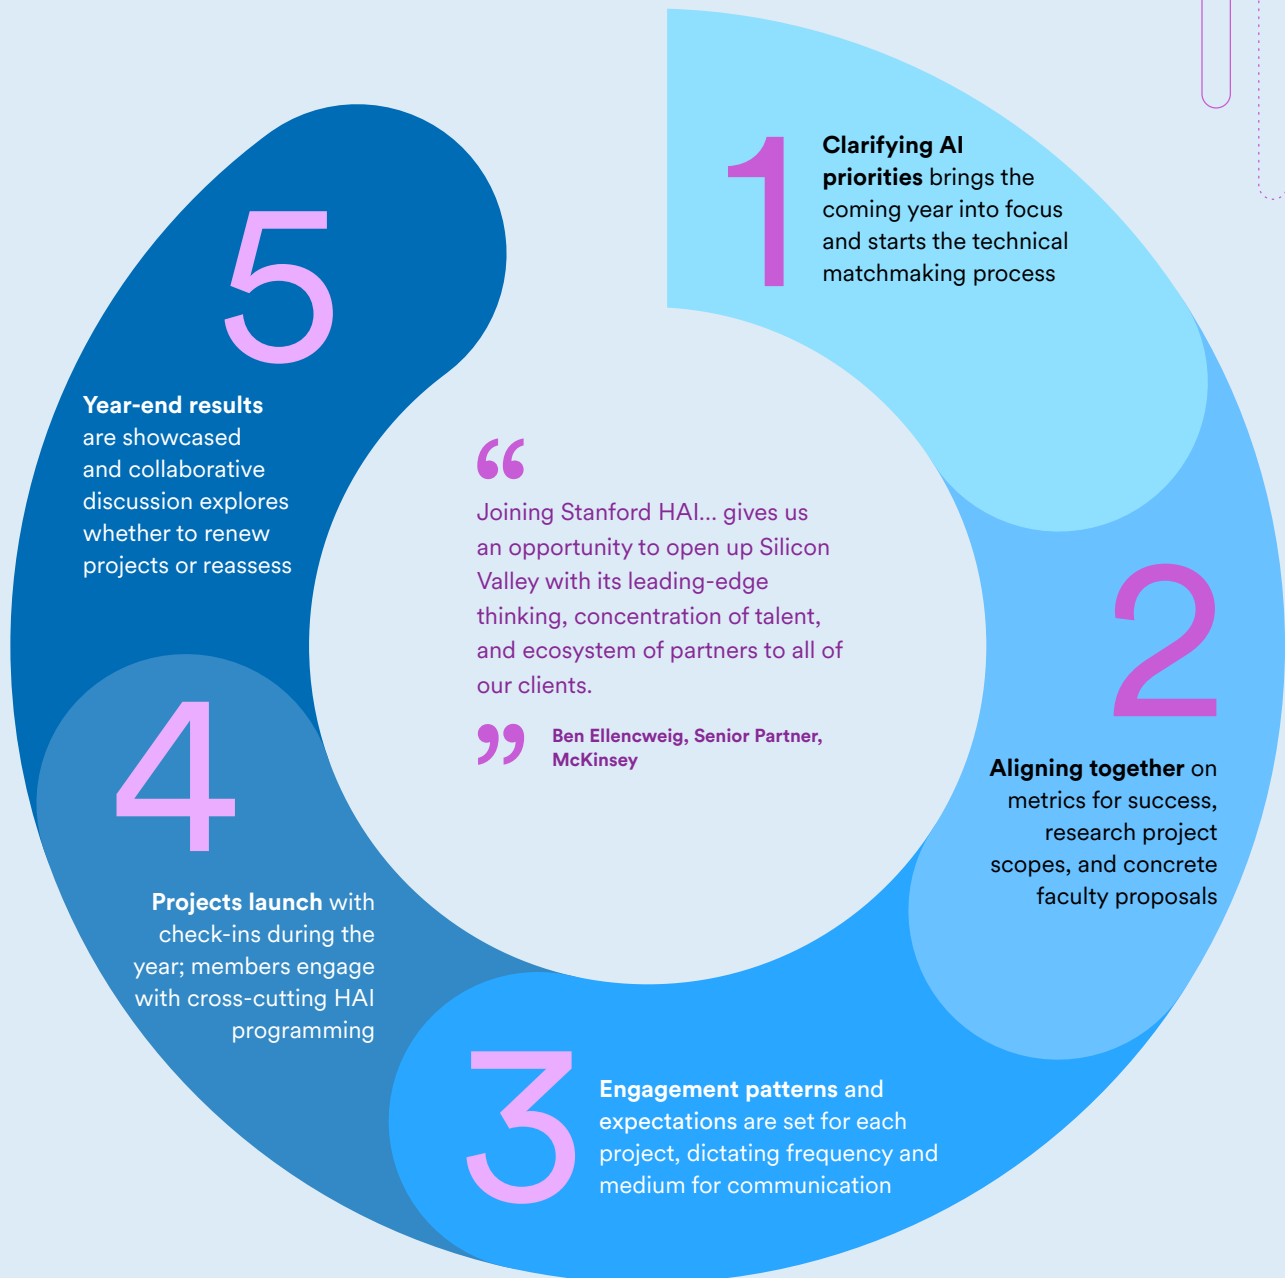 1
Clarifying AI
priorities brings the
coming year into focus
and starts the technical
matchmaking process
2
Aligning together on
metrics for success,
research project
scopes, and concrete
faculty proposals
3
Engagement patterns and
expectations are set for each
project, dictating frequency and
medium for communication
4
Projects launch with
check-ins during the
year; members engage
with cross-cutting HAI
programming
5
Year-end results
are showcased
and collaborative
discussion explores
whether to renew
projects or reassess
“
Joining Stanford HAI... gives us
an opportunity to open up Silicon
Valley with its leading-edge
thinking, concentration of talent,
and ecosystem of partners to all of
our clients.
”
Ben Ellencweig, Senior Partner,
McKinsey